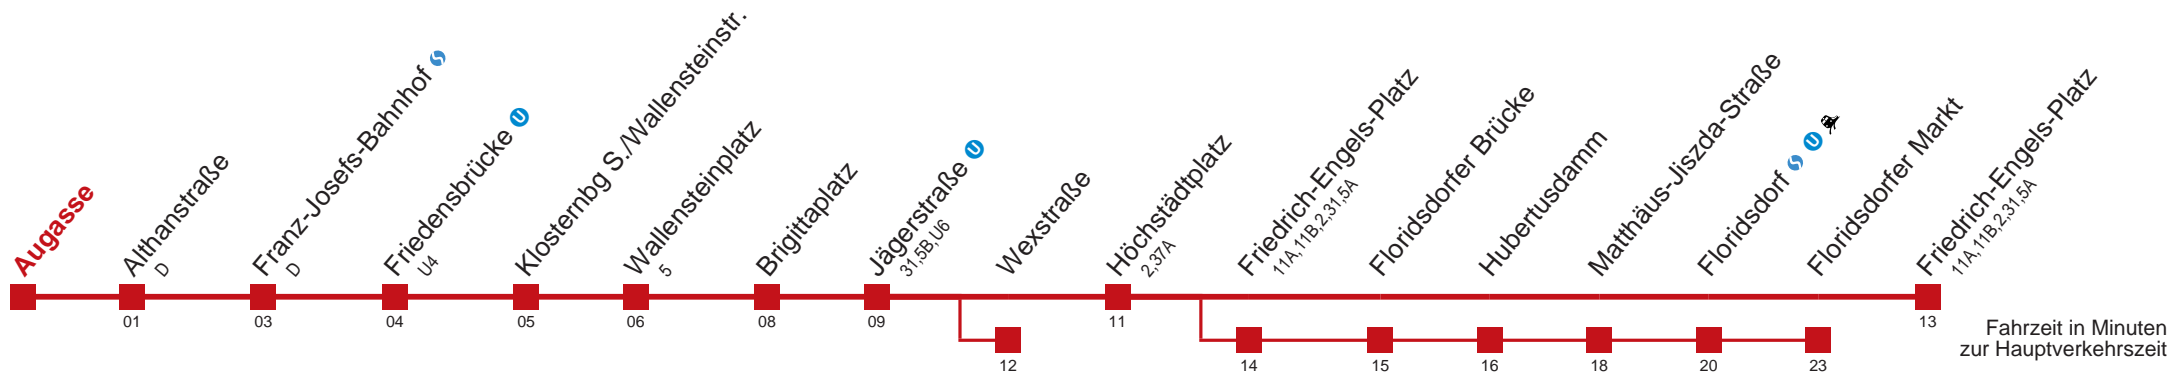 Augasse
Althanstraße
D
01
Franz-Josefs-Bahnhof S
D
03
Friedensbrücke U
U4
04
Klosternbg S./Wallensteinstr.
05
Wallensteinplatz
5
06
Brigittaplatz
08
Jägerstraße U
31,5B,U6
09
Wexstraße
12
Höchstädtplatz
2,37A
11
Friedrich-Engels-Platz
11A,11B,2,31,5A
14
Floridsdorfer Brücke
15
Hubertusdamm
16
Matthäus-Jiszda-Straße
18
Floridsdorf S U
20
Floridsdorfer Markt
23
Friedrich-Engels-Platz
11A,11B,2,31,5A
13
Fahrzeit in Minuten
zur Hauptverkehrszeit